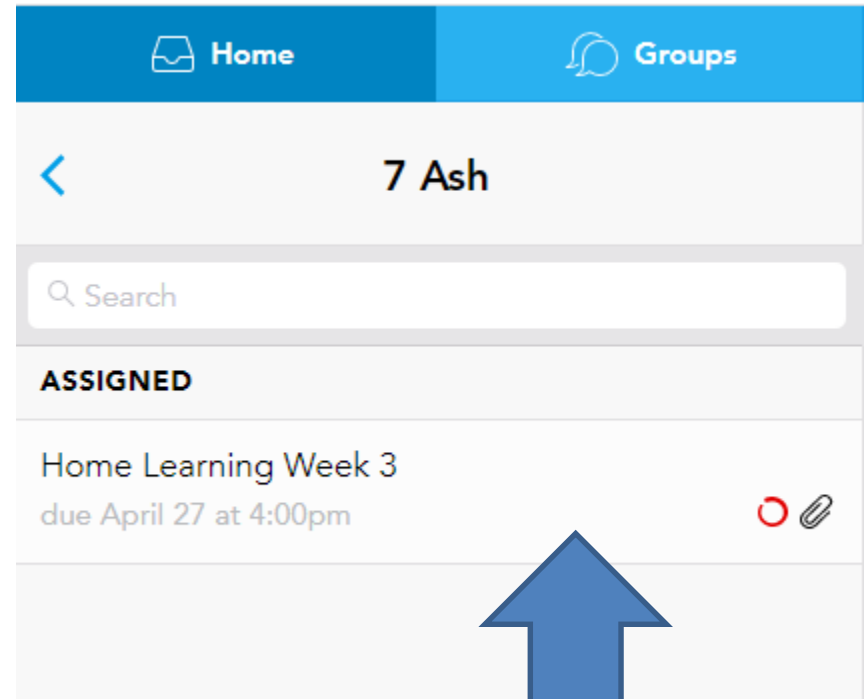 Home Groups
7 Ash
Search
ASSIGNED
Home Learning Week 3
due April 27 at 4:00pm